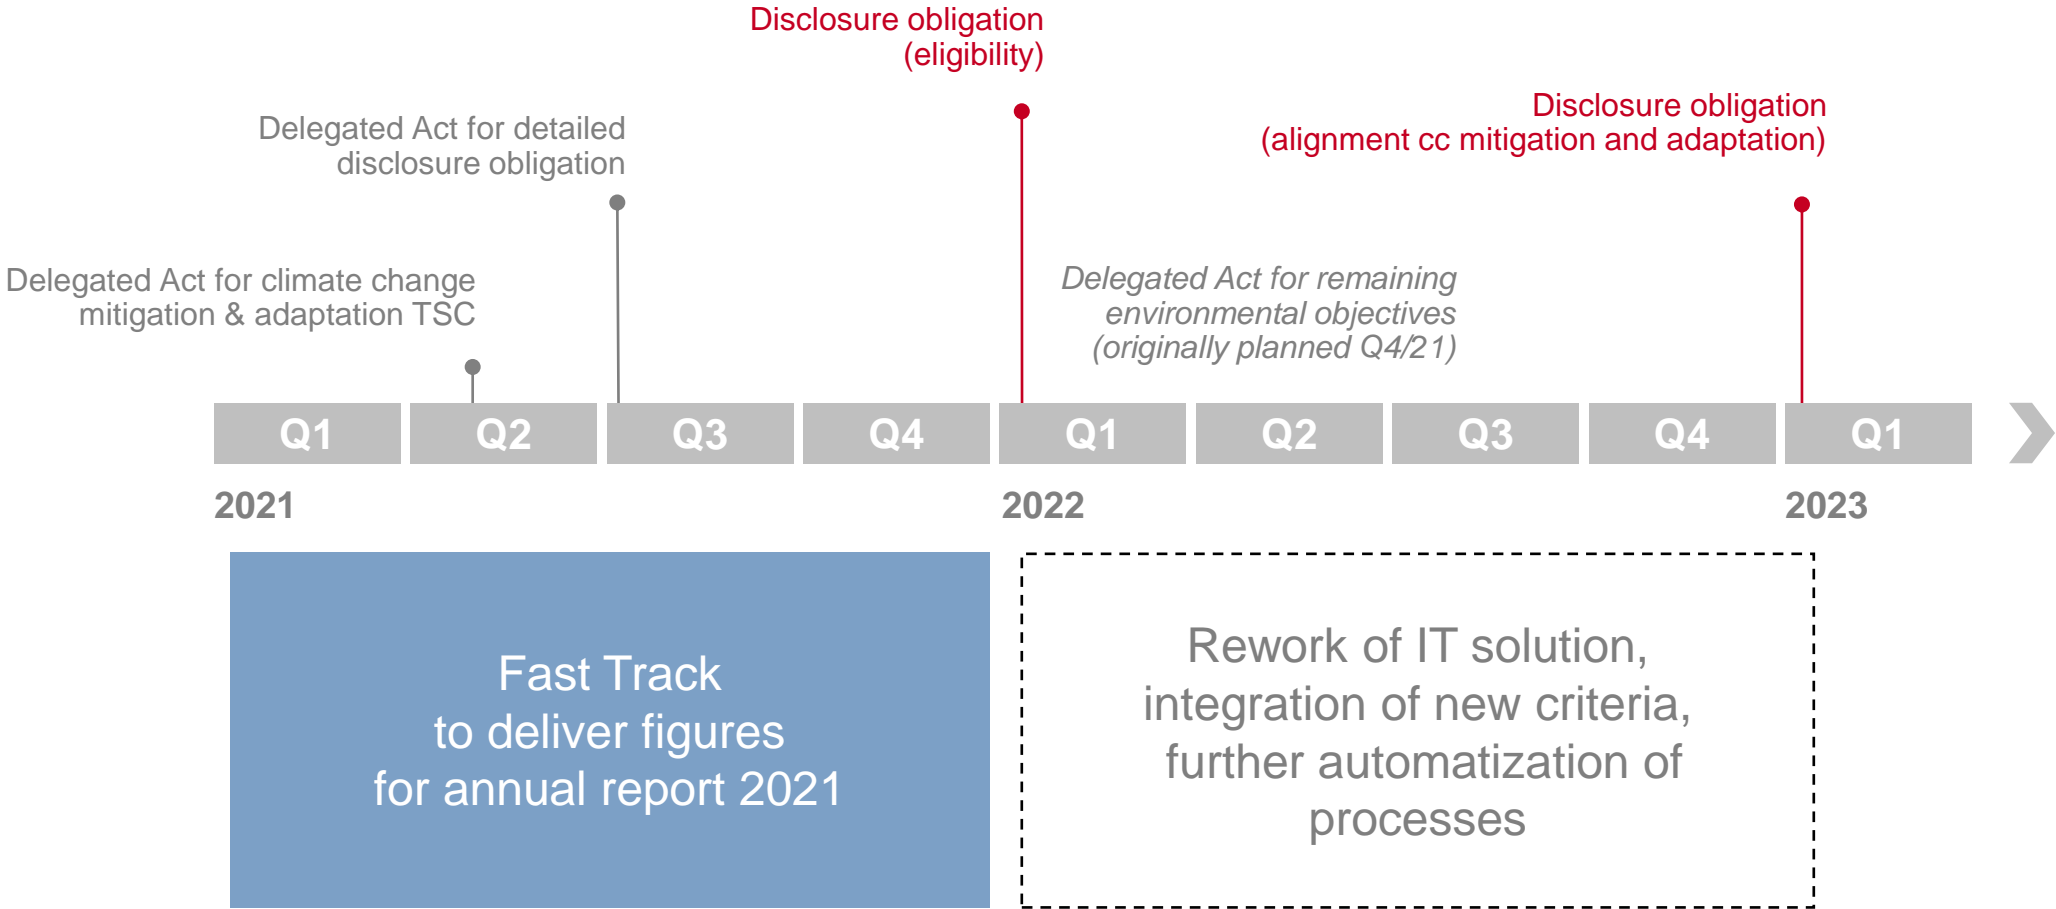 Disclosure obligation
(eligibility)
Disclosure obligation
(alignment cc mitigation and adaptation)
Delegated Act for detailed
disclosure obligation
Delegated Act for climate change
mitigation & adaptation TSC
Delegated Act for remaining
environmental objectives
(originally planned Q4/21)
Q1 Q2 Q3 Q4 Q1 Q2 Q3 Q4 Q1
2021 2022 2023
Fast Track
to deliver figures
for annual report 2021
Rework of IT solution,
integration of new criteria,
further automatization of
processes